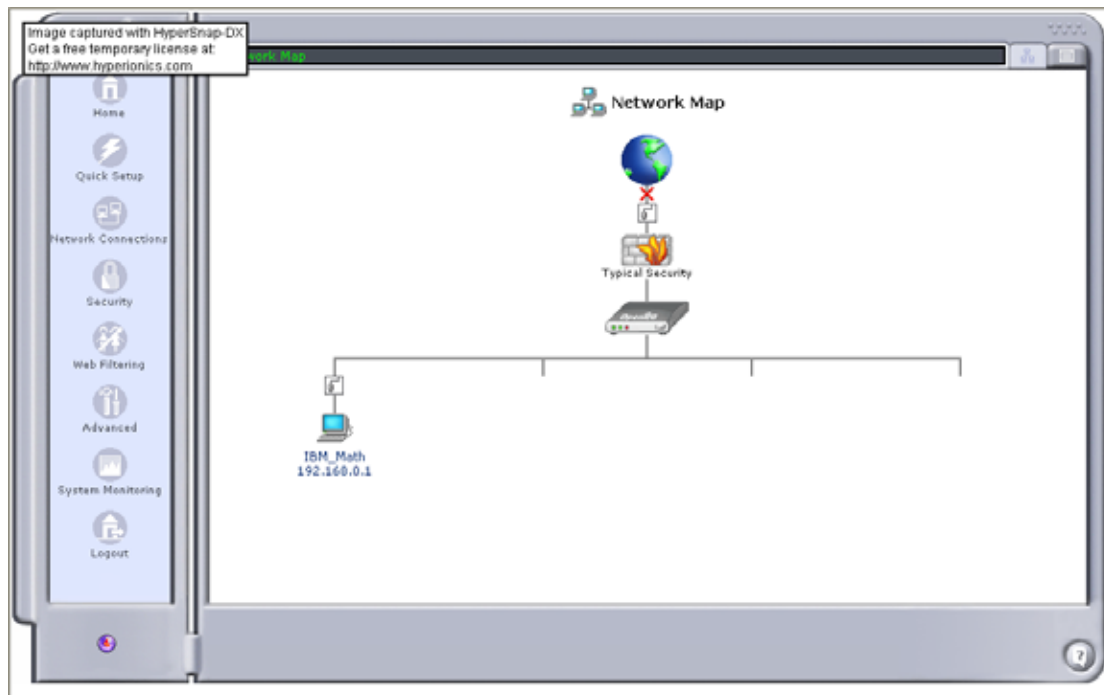 Image captured with HyperSnap-DX
Get a free temporary license at:
http://www.hyperionics.com
work Map
Home
Quick Setup
Network Connections
Security
Web Filtering
Advanced
System Monitoring
Logout
Network Map
Typical Security
IBM_Math
192.168.0.1
?